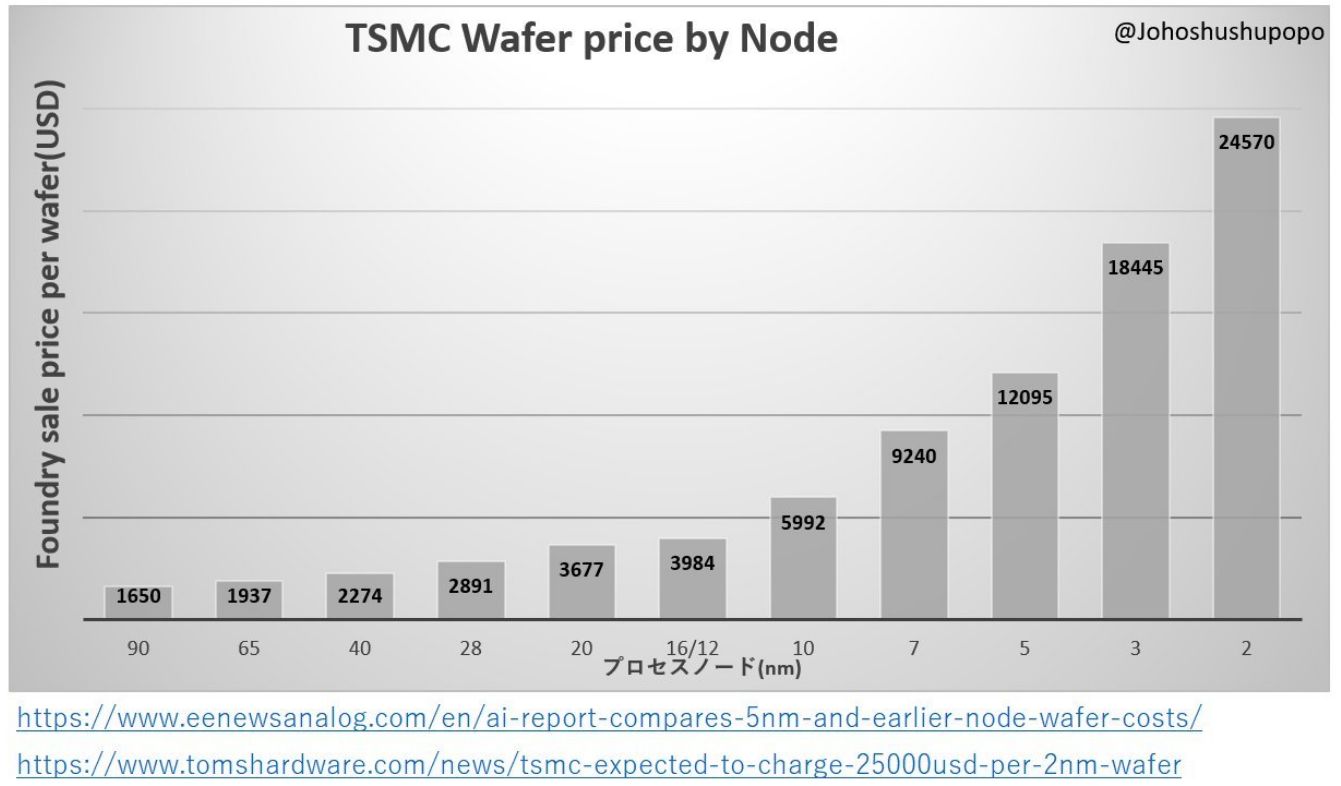 TSMC Wafer price by Node
@Johoshushupopo
Foundry sale price per wafer(USD)
24570
18445
12095
9240
5992
3984
3677
2891
2274
1937
1650
90 65 40 28 20 16/12 10 7 5 3 2
プロセスノード(nm)
https://www.eenewsanalog.com/en/ai-report-compares-5nm-and-earlier-node-wafer-costs/
https://www.tomshardware.com/news/tsmc-expected-to-charge-25000usd-per-2nm-wafer